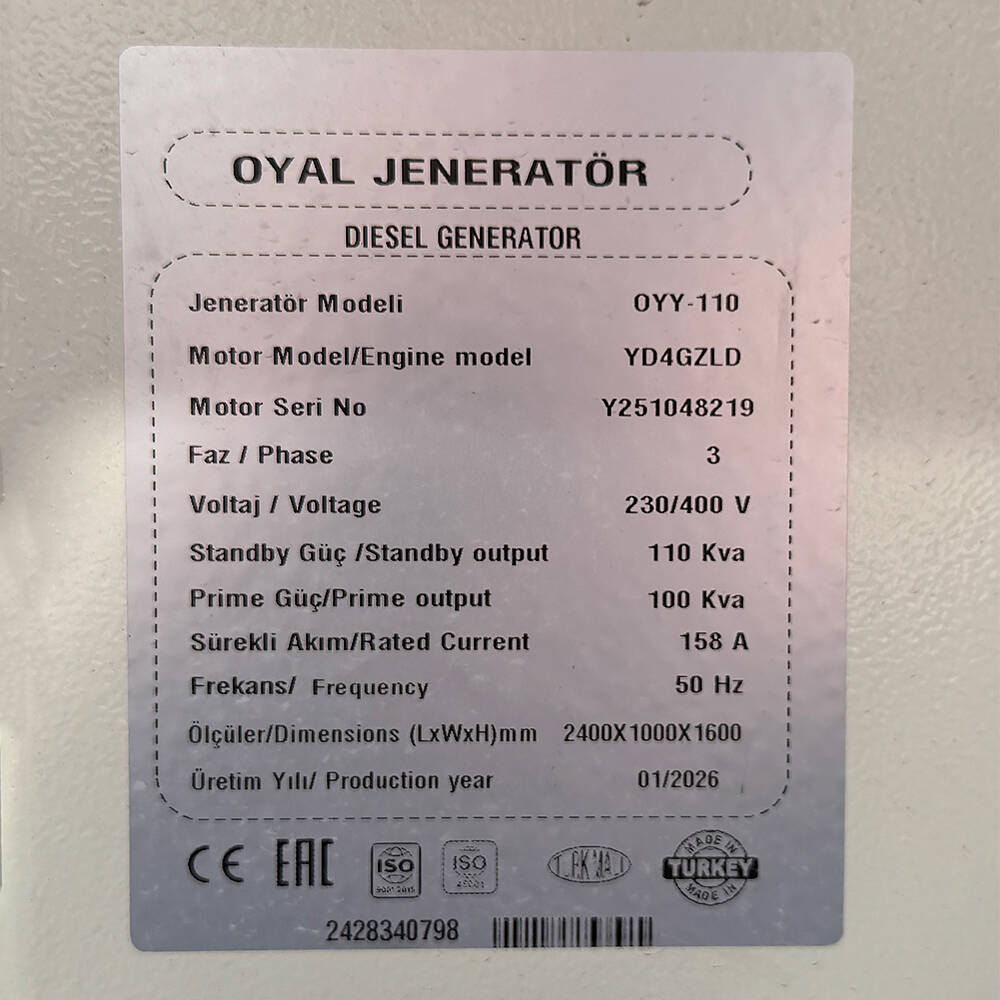 OYAL JENERATÖR
DIESEL GENERATOR
Jeneratör Modeli OYY-110
Motor Model/Engine model YD4GZLD
Motor Seri No Y251048219
Faz / Phase 3
Voltaj / Voltage 230/400 V
Standby Güç /Standby output 110 Kva
Prime Güç/Prime output 100 Kva
Sürekli Akım/Rated Current 158 A
Frekans/ Frequency 50 Hz
Ölçüler/Dimensions (LxWxH)mm 2400X1000X1600
Üretim Yılı/ Production year 01/2026
CE EAC ISO ISO MADE IN TURKEY MADE IN
2428340798